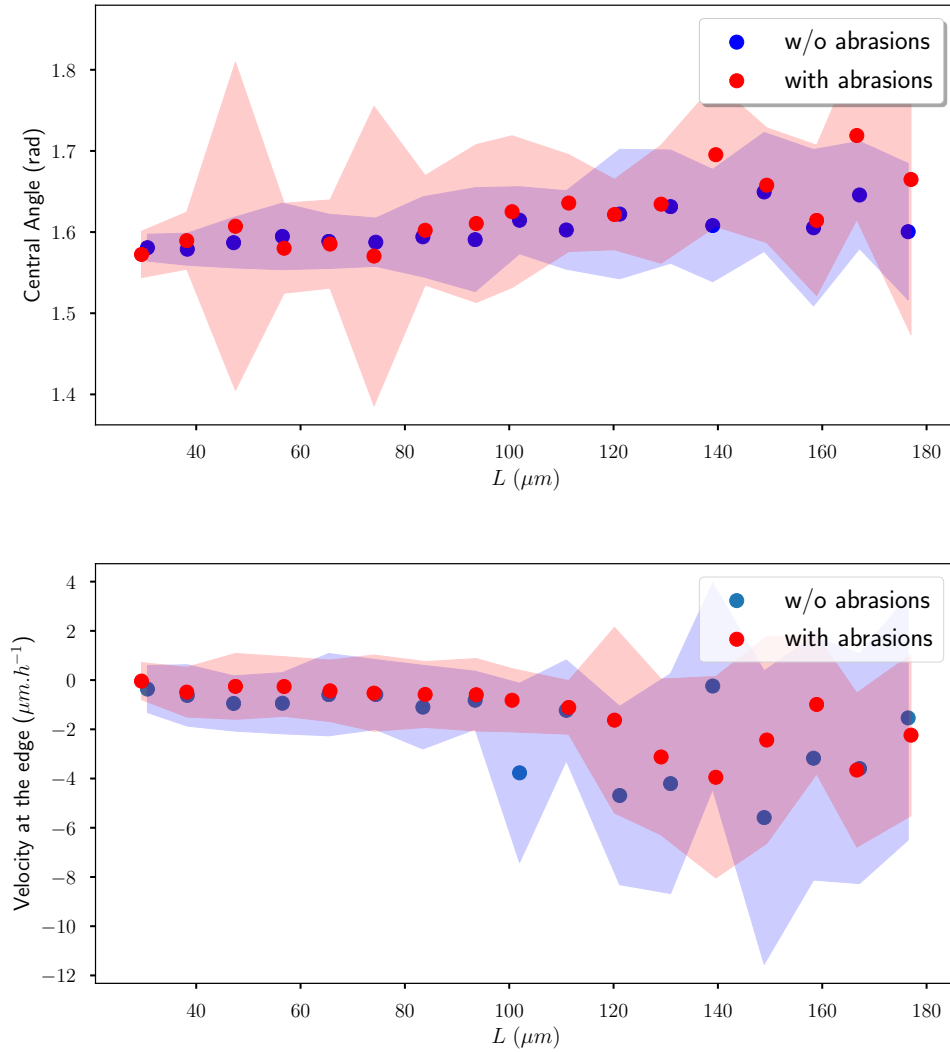 w/o abrasions
with abrasions
1.8
1.7
1.6
1.5
1.4
Central Angle (rad)
40 60 80 100 120 140 160 180
L (μm)
w/o abrasions
with abrasions
4
2
0
−2
−4
−6
−8
−10
−12
Velocity at the edge (μm.h⁻¹)
40 60 80 100 120 140 160 180
L (μm)